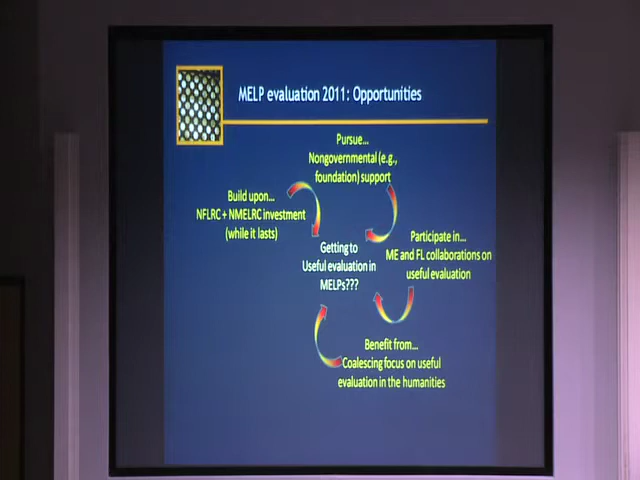 MELP evaluation 2011: Opportunities
Pursue...
Nongovernmental (e.g.,
foundation) support
Build upon...
NFLRC + NMELRC investment
(while it lasts)
Participate in...
ME and FL collaborations on
useful evaluation
Getting to
Useful evaluation in
MELPs???
Benefit from...
Coalescing focus on useful
evaluation in the humanities